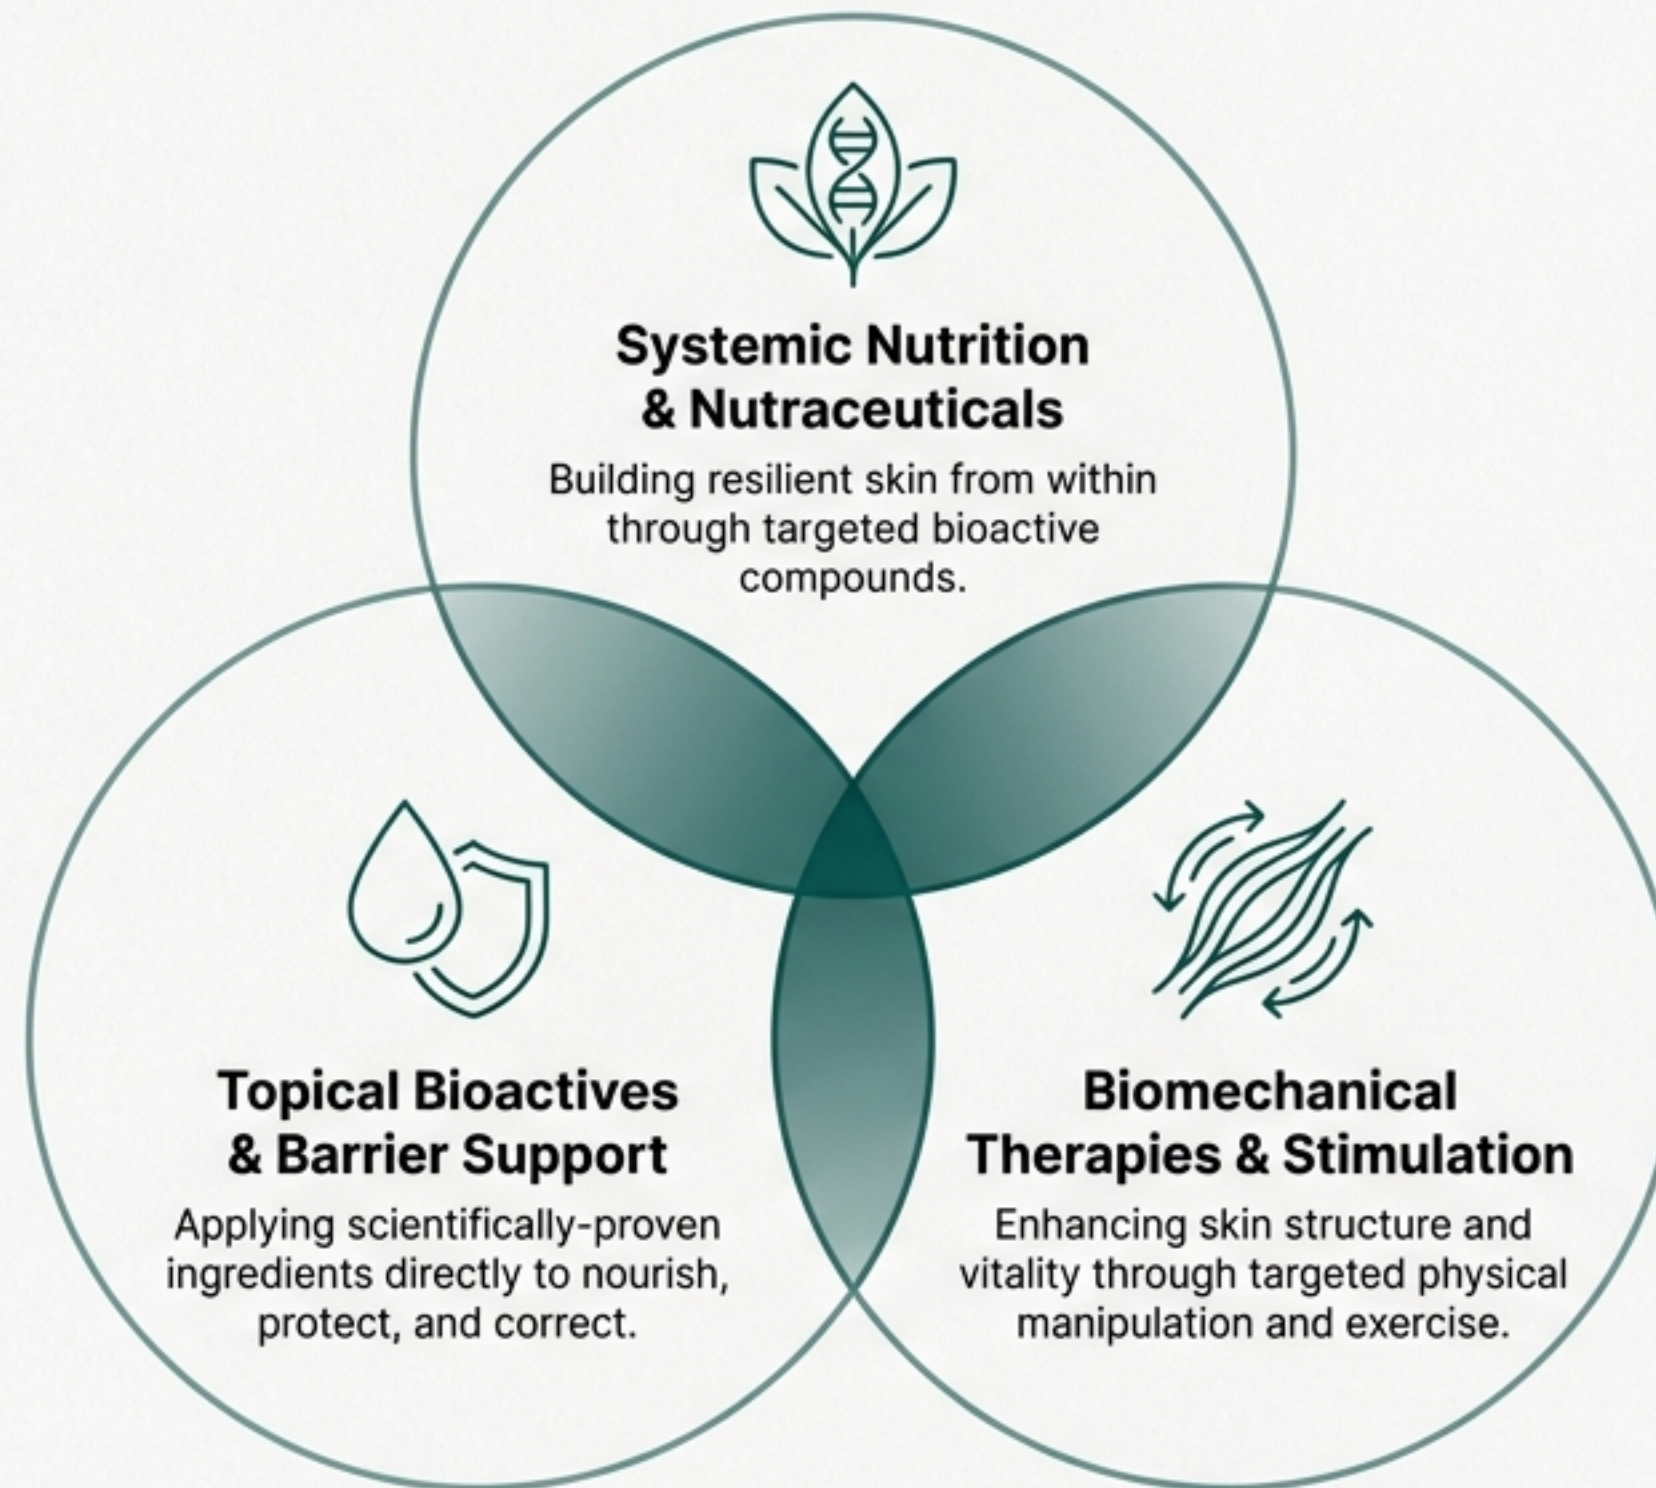 Systemic Nutrition
& Nutraceuticals
Building resilient skin from within
through targeted bioactive
compounds.
Topical Bioactives
& Barrier Support
Applying scientifically-proven
ingredients directly to nourish,
protect, and correct.
Biomechanical
Therapies & Stimulation
Enhancing skin structure and
vitality through targeted physical
manipulation and exercise.